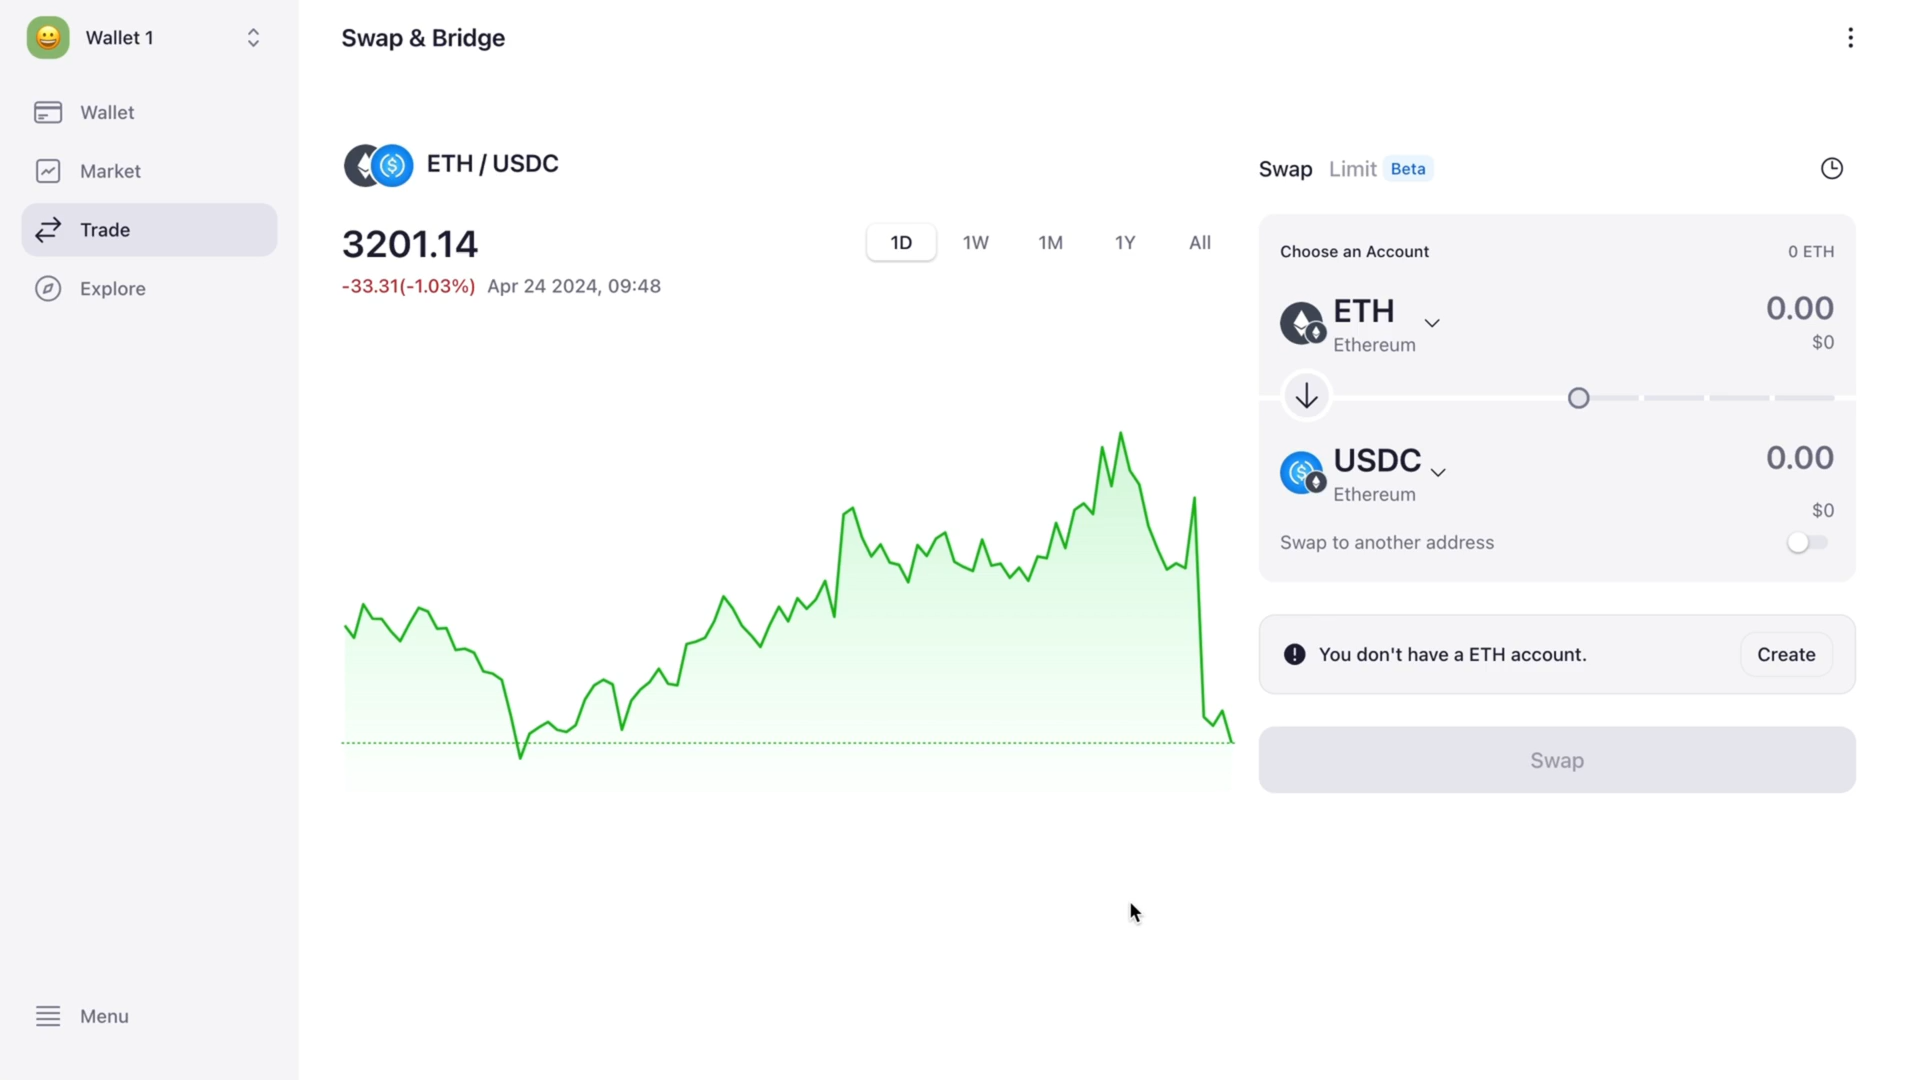 Wallet 1
Wallet
Market
Trade
Explore
Menu
Swap & Bridge
ETH / USDC
3201.14
-33.31(-1.03%) Apr 24 2024, 09:48
1D 1W 1M 1Y All
Swap Limit Beta
Choose an Account 0 ETH
ETH 0.00
Ethereum $0
USDC 0.00
Ethereum
$0
Swap to another address
You don't have a ETH account. Create
Swap